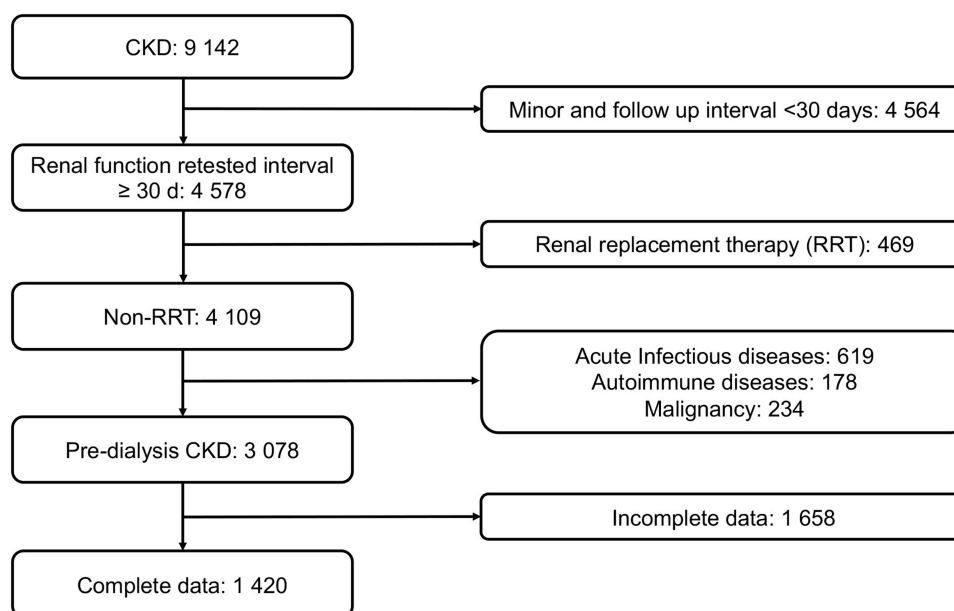 CKD: 9 142
Minor and follow up interval <30 days: 4 564
Renal function retested interval
≥ 30 d: 4 578
Renal replacement therapy (RRT): 469
Non-RRT: 4 109
Acute Infectious diseases: 619
Autoimmune diseases: 178
Malignancy: 234
Pre-dialysis CKD: 3 078
Incomplete data: 1 658
Complete data: 1 420